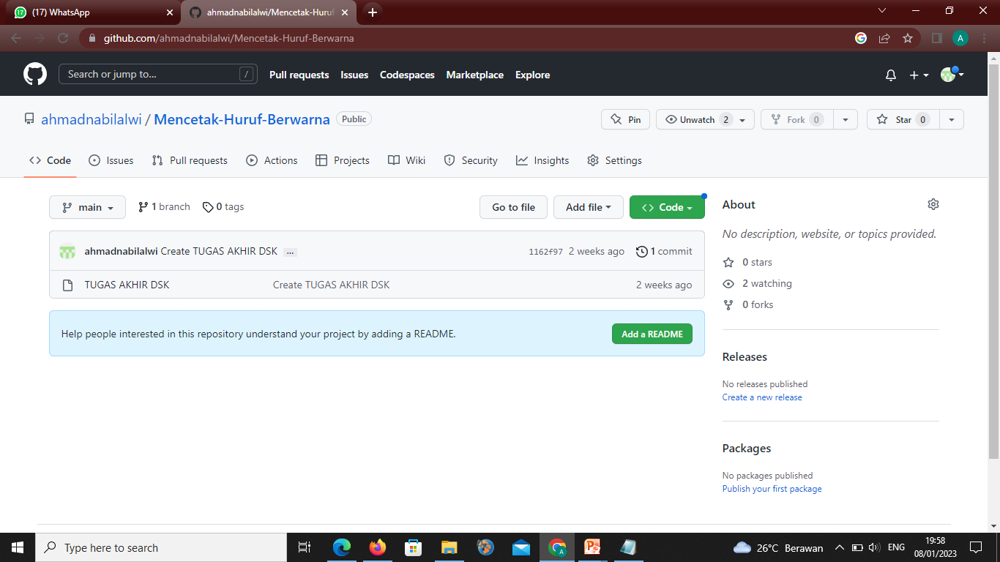 (17) WhatsApp
ahmadnabilalwi/Mencetak-Huruf
github.com/ahmadnabilalwi/Mencetak-Huruf-Berwarna
A
Search or jump to... /
Pull requests Issues Codespaces Marketplace Explore
ahmadnabilalwi / Mencetak-Huruf-Berwarna Public
Pin
Unwatch 2
Fork 0
Star 0
Code Issues Pull requests Actions Projects Wiki Security Insights Settings
main 1 branch 0 tags
Go to file Add file Code
ahmadnabilalwi Create TUGAS AKHIR DSK ... 1162f97 2 weeks ago 1 commit
TUGAS AKHIR DSK Create TUGAS AKHIR DSK 2 weeks ago
Help people interested in this repository understand your project by adding a README. Add a README
About
No description, website, or topics provided.
0 stars
2 watching
0 forks
Releases
No releases published
Create a new release
Packages
No packages published
Publish your first package
Type here to search
26°C Berawan
ENG
19:58
08/01/2023